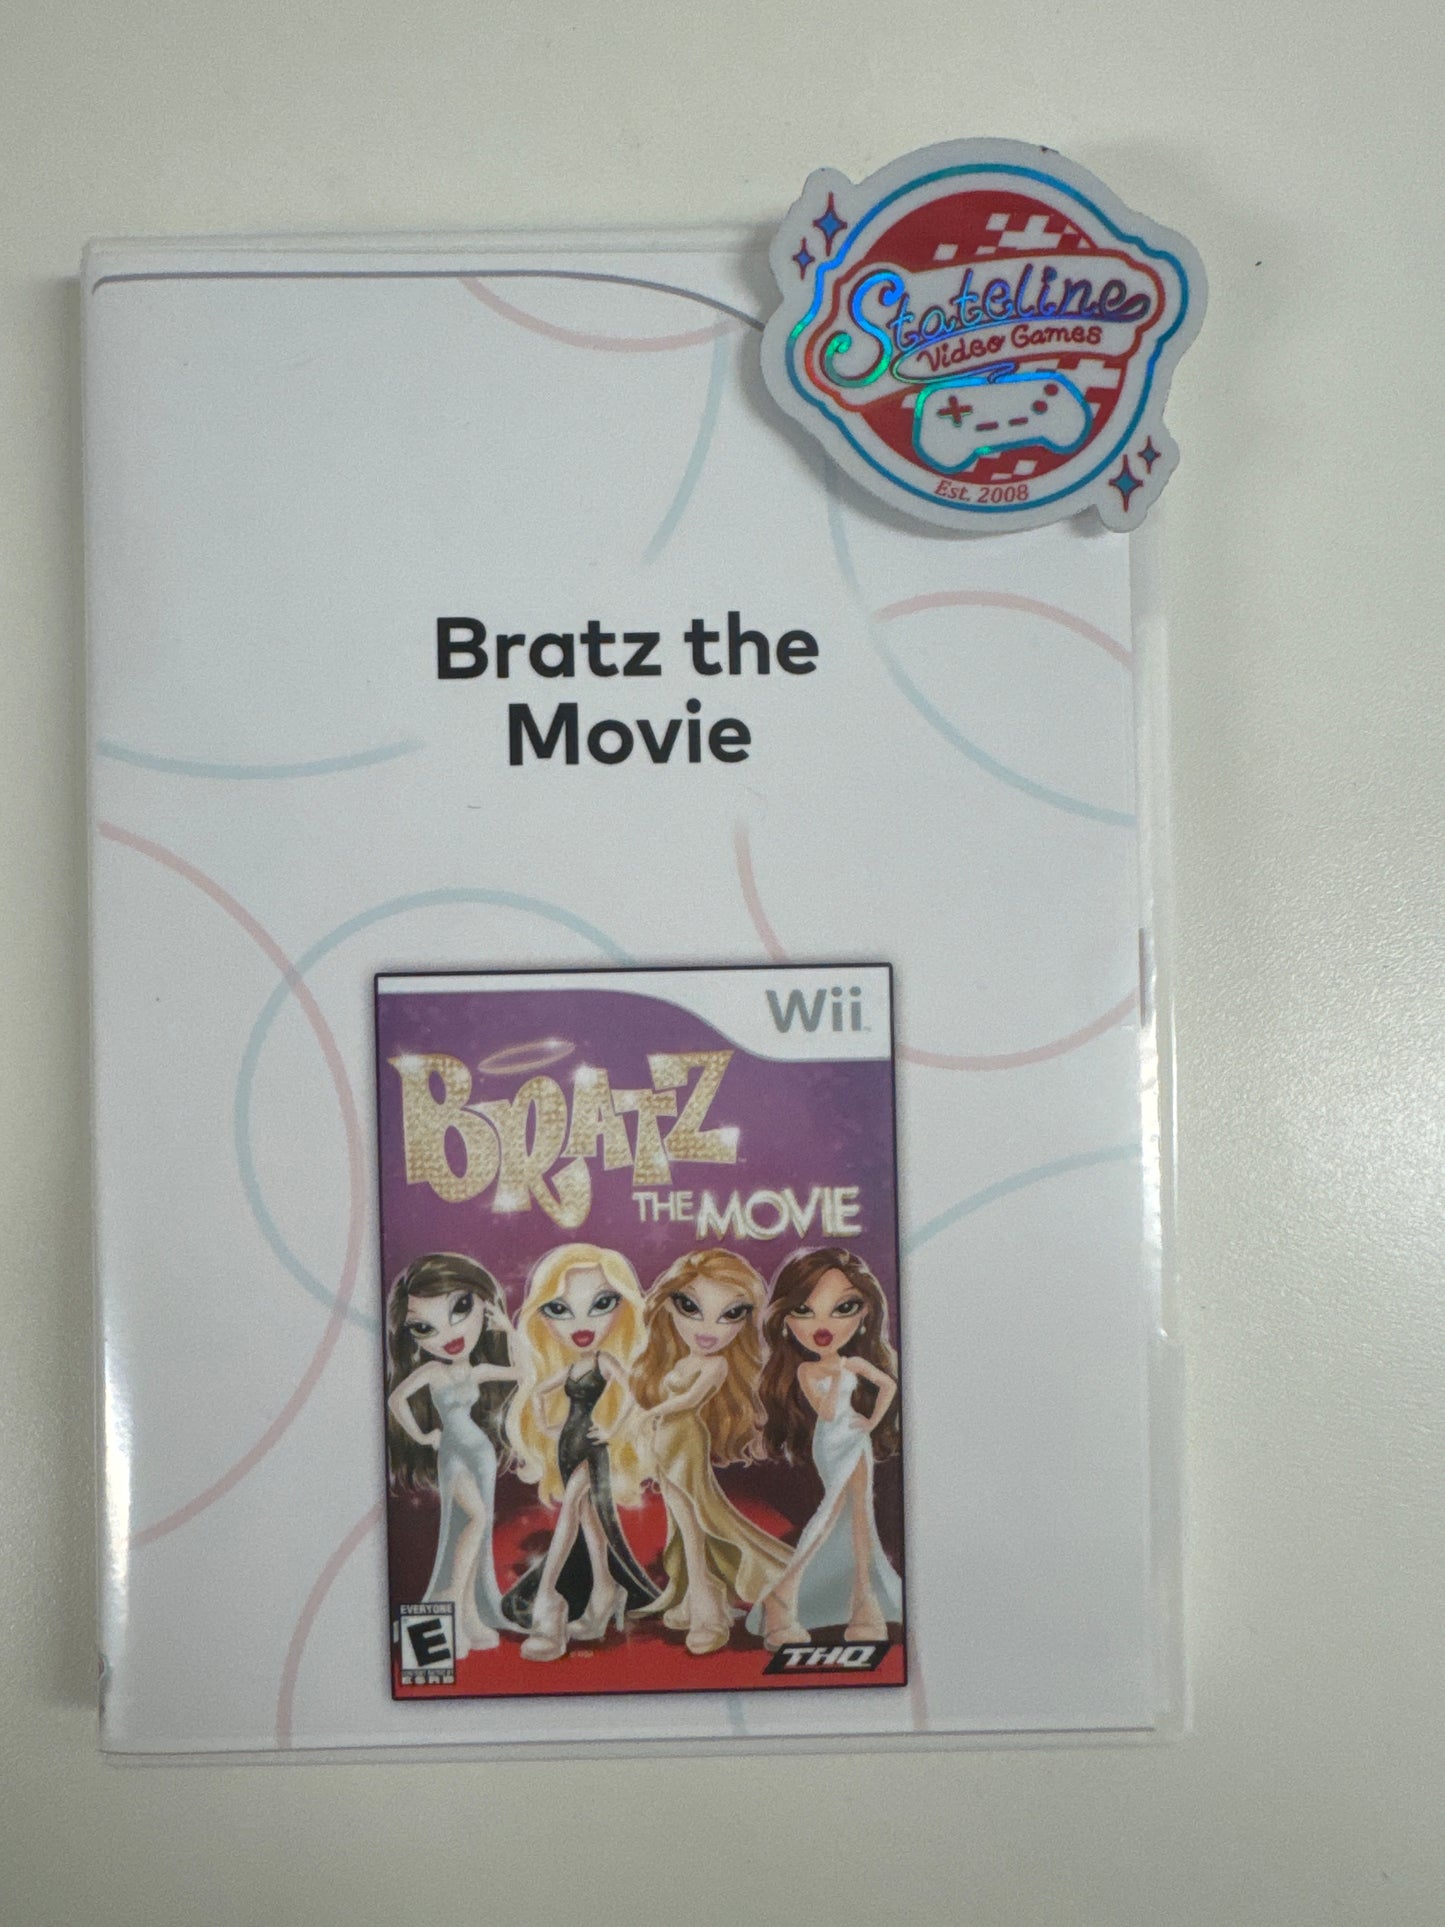 Stateline
Video Games
Est. 2008
Bratz the
Movie
Wii
BRATZ
THE MOVIE
EVERYONE
E
ESRB
THQ